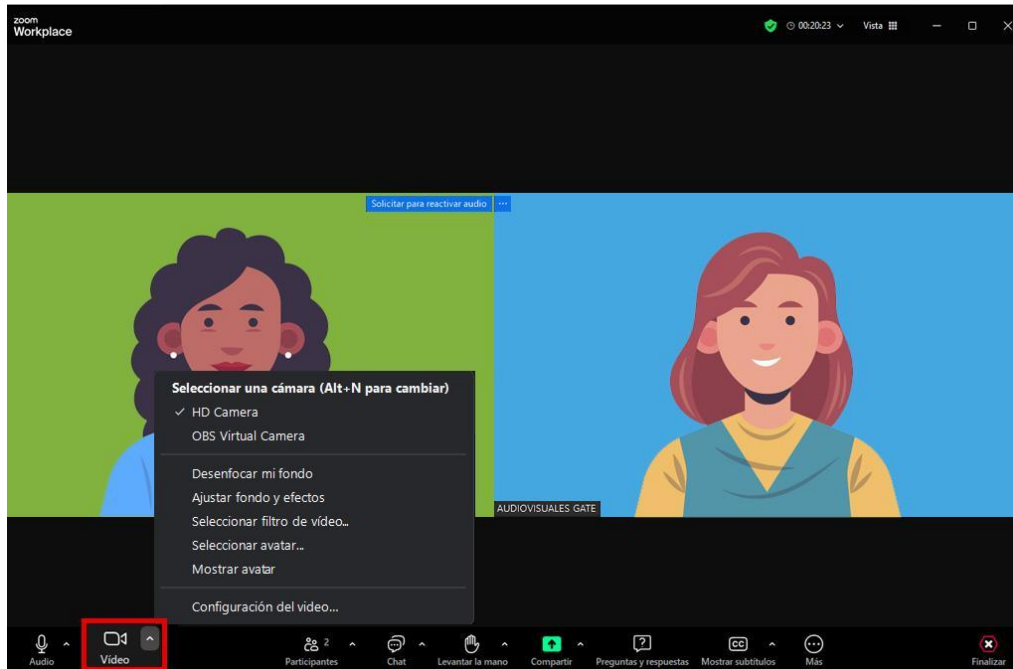 zoom
Workplace
00:20:23
Vista
Solicitar para reactivar audio ...
Seleccionar una cámara (Alt+N para cambiar)
HD Camera
OBS Virtual Camera
Desenfocar mi fondo
Ajustar fondo y efectos
Seleccionar filtro de vídeo...
Seleccionar avatar...
Mostrar avatar
Configuración del video...
AUDIOVISUALES GATE
Audio
Vídeo
2
Participantes
Chat
Levantar la mano
Compartir
Preguntas y respuestas
CC
Mostrar subtítulos
Más
Finalizar